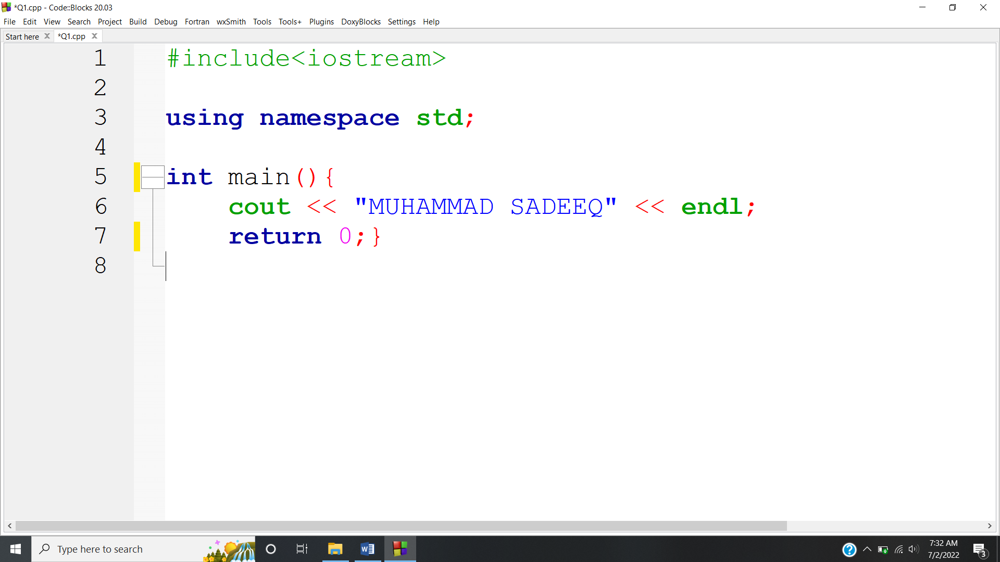 *Q1.cpp - Code::Blocks 20.03
File Edit View Search Project Build Debug Fortran wxSmith Tools Tools+ Plugins DoxyBlocks Settings Help
Start here *Q1.cpp
1 #include<iostream>
2
3 using namespace std;
4
5 int main(){
6 cout << "MUHAMMAD SADEEQ" << endl;
7 return 0;}
8
Type here to search
7:32 AM
7/2/2022
3